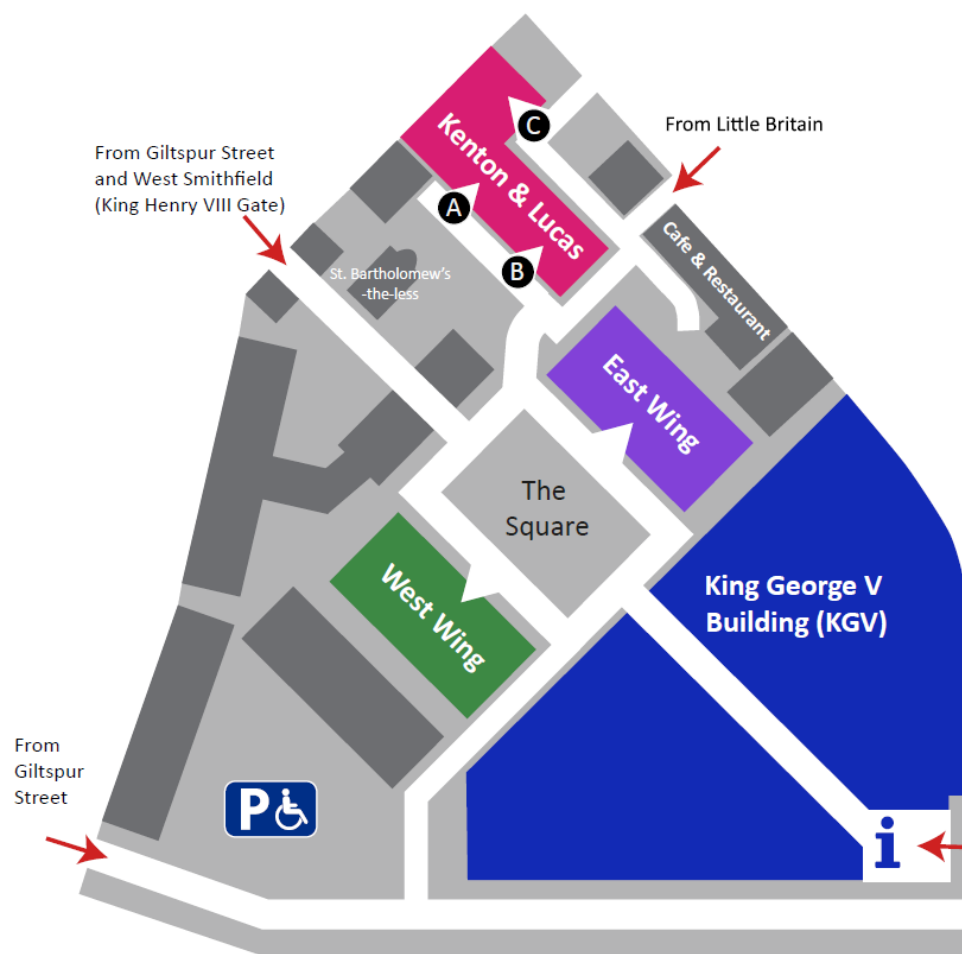 C
From Little Britain
From Giltspur Street
and West Smithfield
(King Henry VIII Gate)
Kenton & Lucas
A
B
Cafe & Restaurant
St. Bartholomew's
-the-less
East Wing
The
Square
West Wing
King George V
Building (KGV)
From
Giltspur
Street
P
i